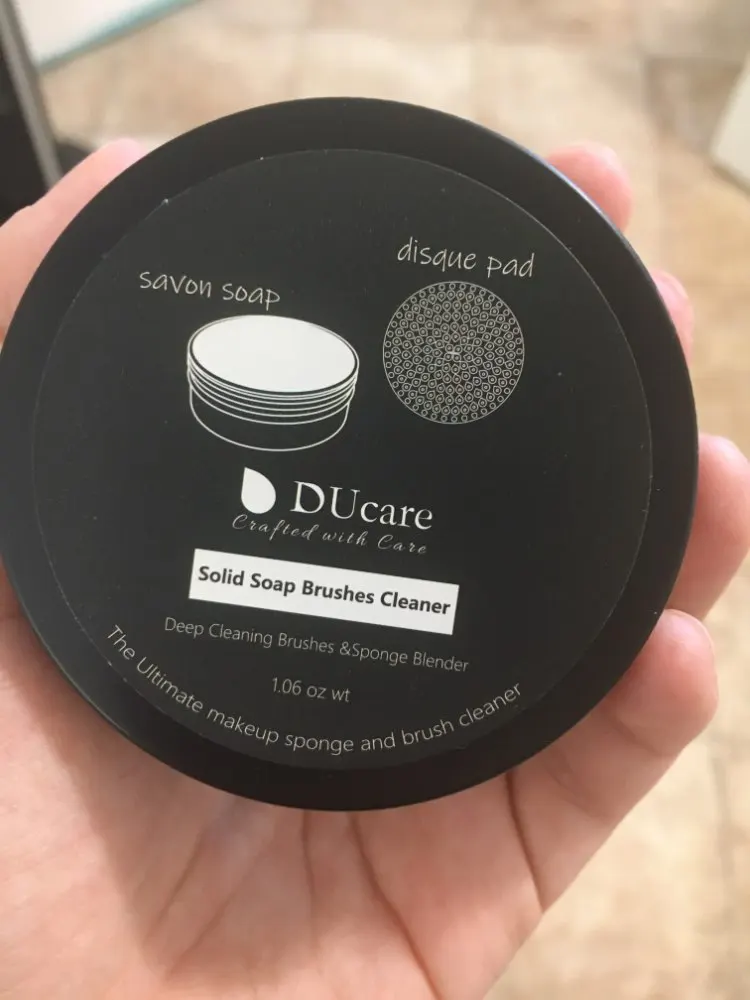 disque pad
savon soap
DUcare
Crafted with Care
Solid Soap Brushes Cleaner
Deep Cleaning Brushes &Sponge Blender
1.06 oz wt
The Ultimate makeup sponge and brush cleaner